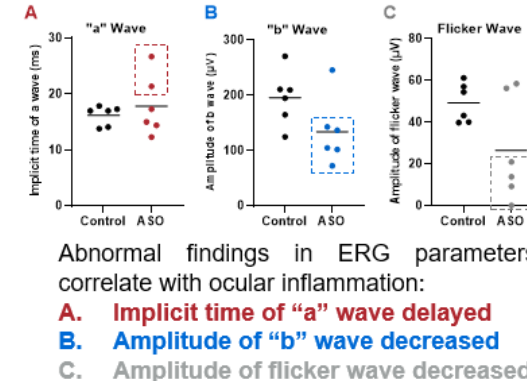 A
"a" Wave
Implicit time of a wave (ms)
30
20
10
0
Control ASO
B
"b" Wave
Amplitude of b wave (µV)
300
200
100
0
Control ASO
C
Flicker Wave
Amplitude of flicker wave (µV)
80
60
40
20
0
Control ASO
Abnormal findings in ERG parameters
correlate with ocular inflammation:
A. Implicit time of “a” wave delayed
B. Amplitude of “b” wave decreased
C. Amplitude of flicker wave decreased